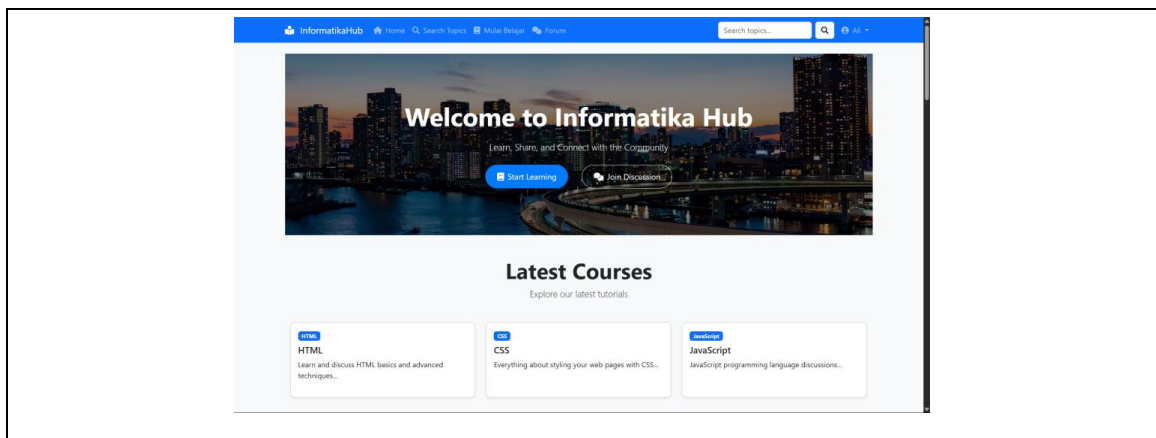 InformatikaHub Home Search Topics Mulai Belajar Forum Search topics... Ali
Welcome to Informatika Hub
Learn, Share, and Connect with the Community
Start Learning Join Discussion
Latest Courses
Explore our latest tutorials
HTML CSS JavaScript
HTML CSS JavaScript
Learn and discuss HTML basics and advanced Everything about styling your web pages with CSS... JavaScript programming language discussions...
techniques...